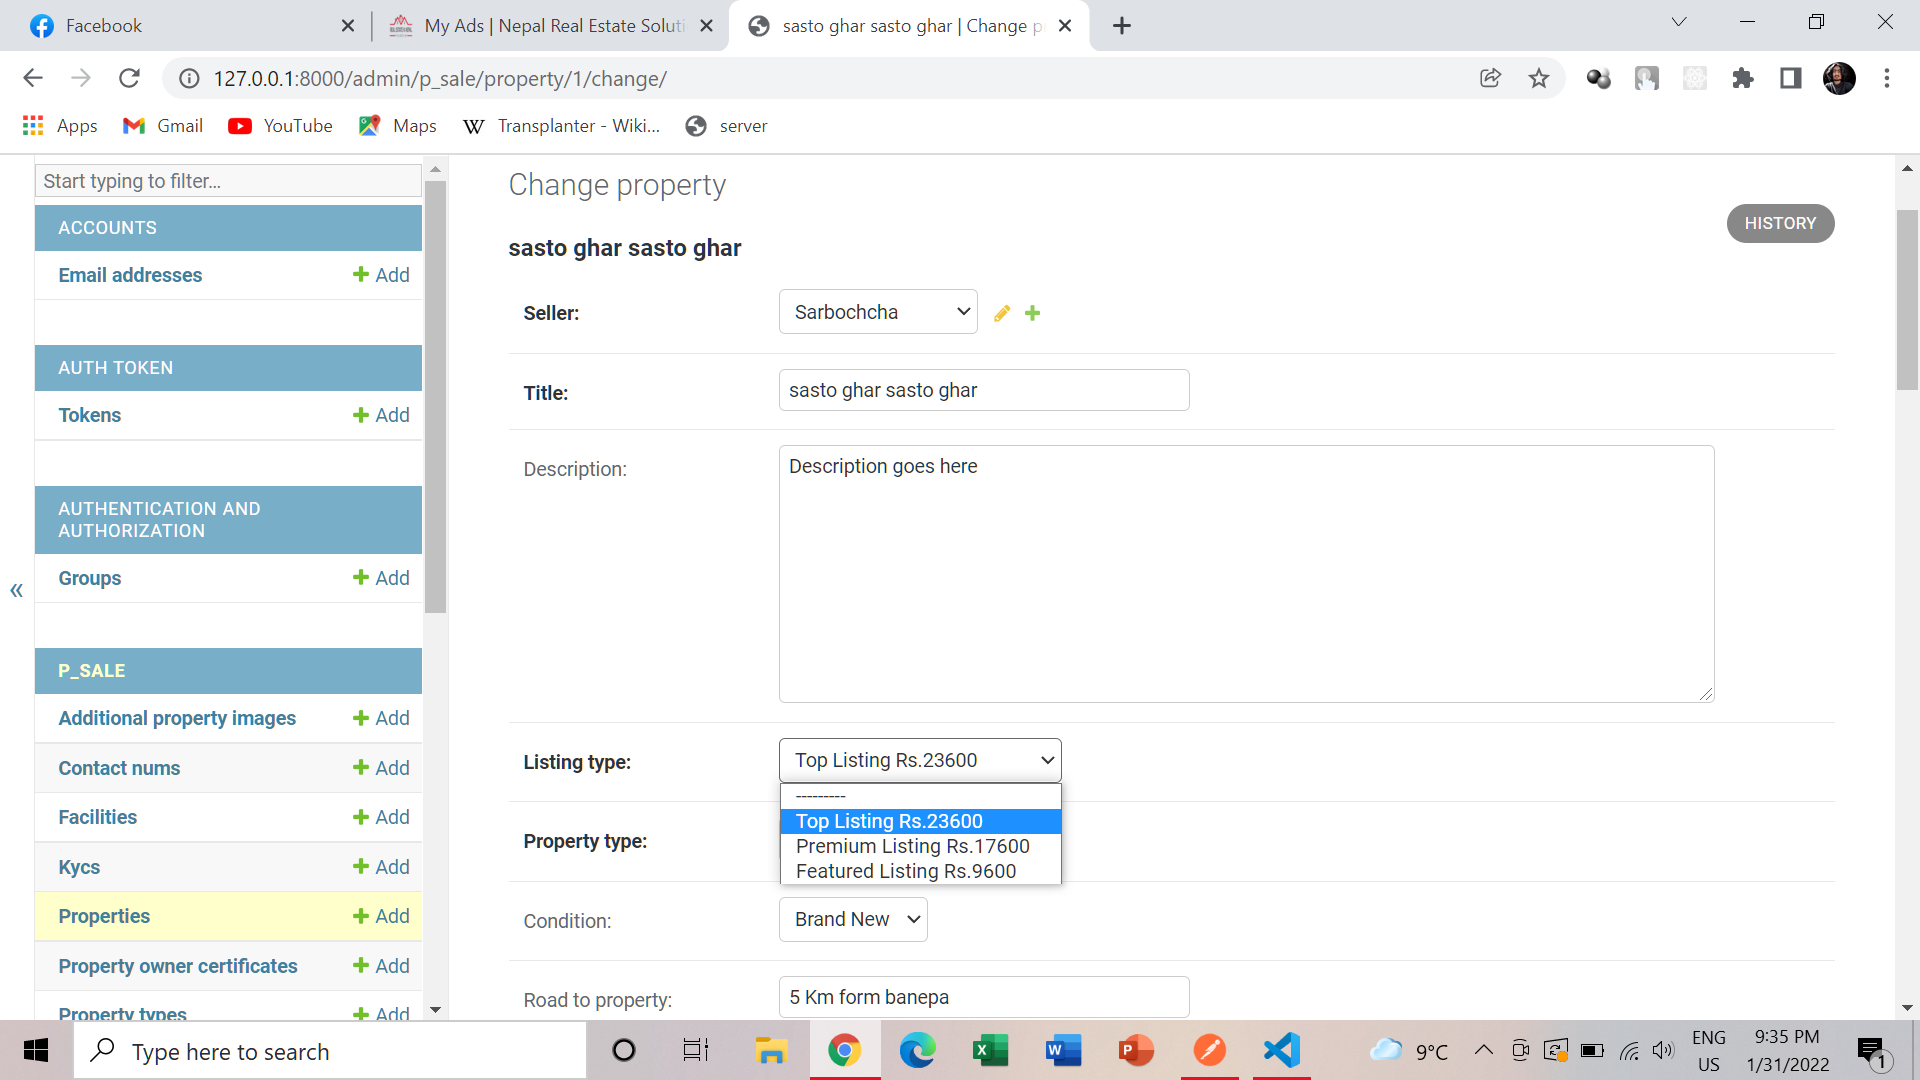 Facebook
My Ads | Nepal Real Estate Soluti
sasto ghar sasto ghar | Change p
127.0.0.1:8000/admin/p_sale/property/1/change/
Apps
Gmail
YouTube
Maps
W Transplanter - Wiki...
server
Start typing to filter...
ACCOUNTS
Email addresses
Add
AUTH TOKEN
Tokens
Add
AUTHENTICATION AND
AUTHORIZATION
Groups
Add
«
P_SALE
Additional property images
Add
Contact nums
Add
Facilities
Add
Kycs
Add
Properties
Add
Property owner certificates
Add
Property types
Add
Change property
HISTORY
sasto ghar sasto ghar
Seller:
Sarbochcha
Title:
sasto ghar sasto ghar
Description:
Description goes here
Listing type:
Top Listing Rs.23600
---------
Top Listing Rs.23600
Premium Listing Rs.17600
Featured Listing Rs.9600
Property type:
Condition:
Brand New
Road to property:
5 Km form banepa
Type here to search
9°C
ENG
US
9:35 PM
1/31/2022
1